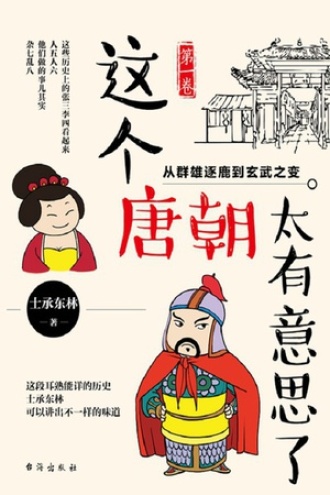 这个唐朝太有意思了
第一卷
从群雄逐鹿到玄武之变
这些历史上的张三李四看起来
人五人六
他们做的事儿其实
杂七乱八
士承东林
—著—
这段耳熟能详的历史
士承东林
可以讲出不一样的味道
台海出版社